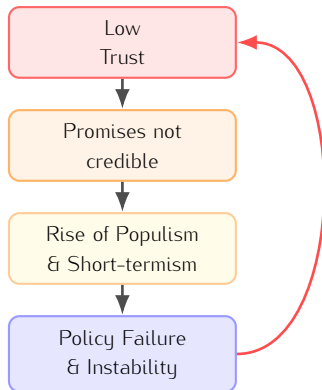 Low
Trust
Promises not
credible
Rise of Populism
& Short-termism
Policy Failure
& Instability